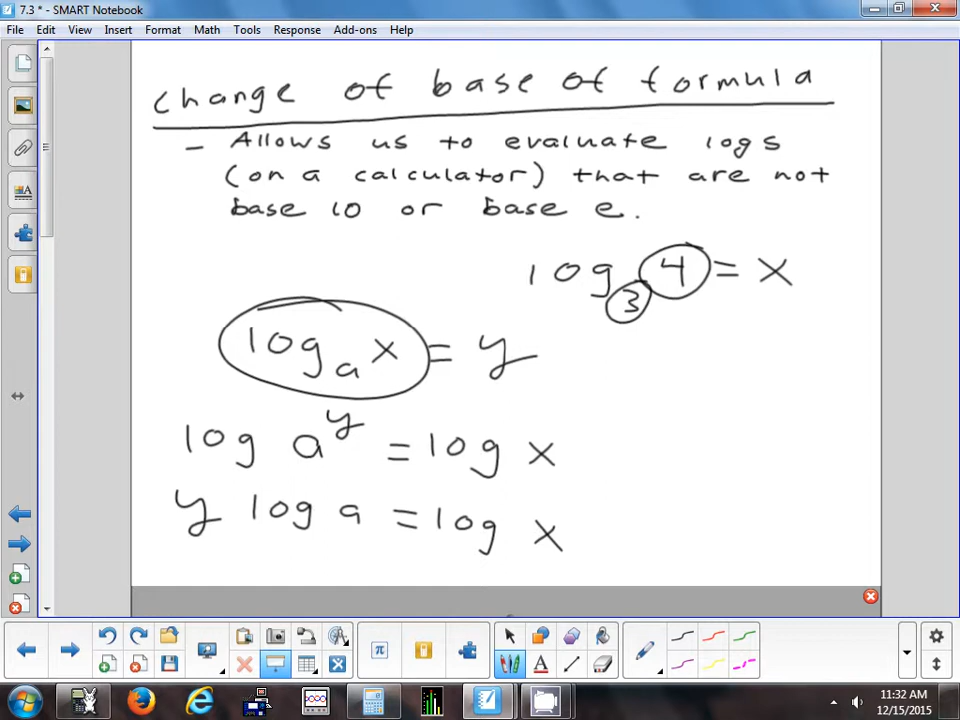 7.3 * - SMART Notebook
File Edit View Insert Format Math Tools Response Add-ons Help
change of base of formula
- Allows us to evaluate logs
(on a calculator) that are not
base 10 or base e.
log₃ 4 = x
logₐ x = y
log a^y = log x
y log a = log x
11:32 AM
12/15/2015